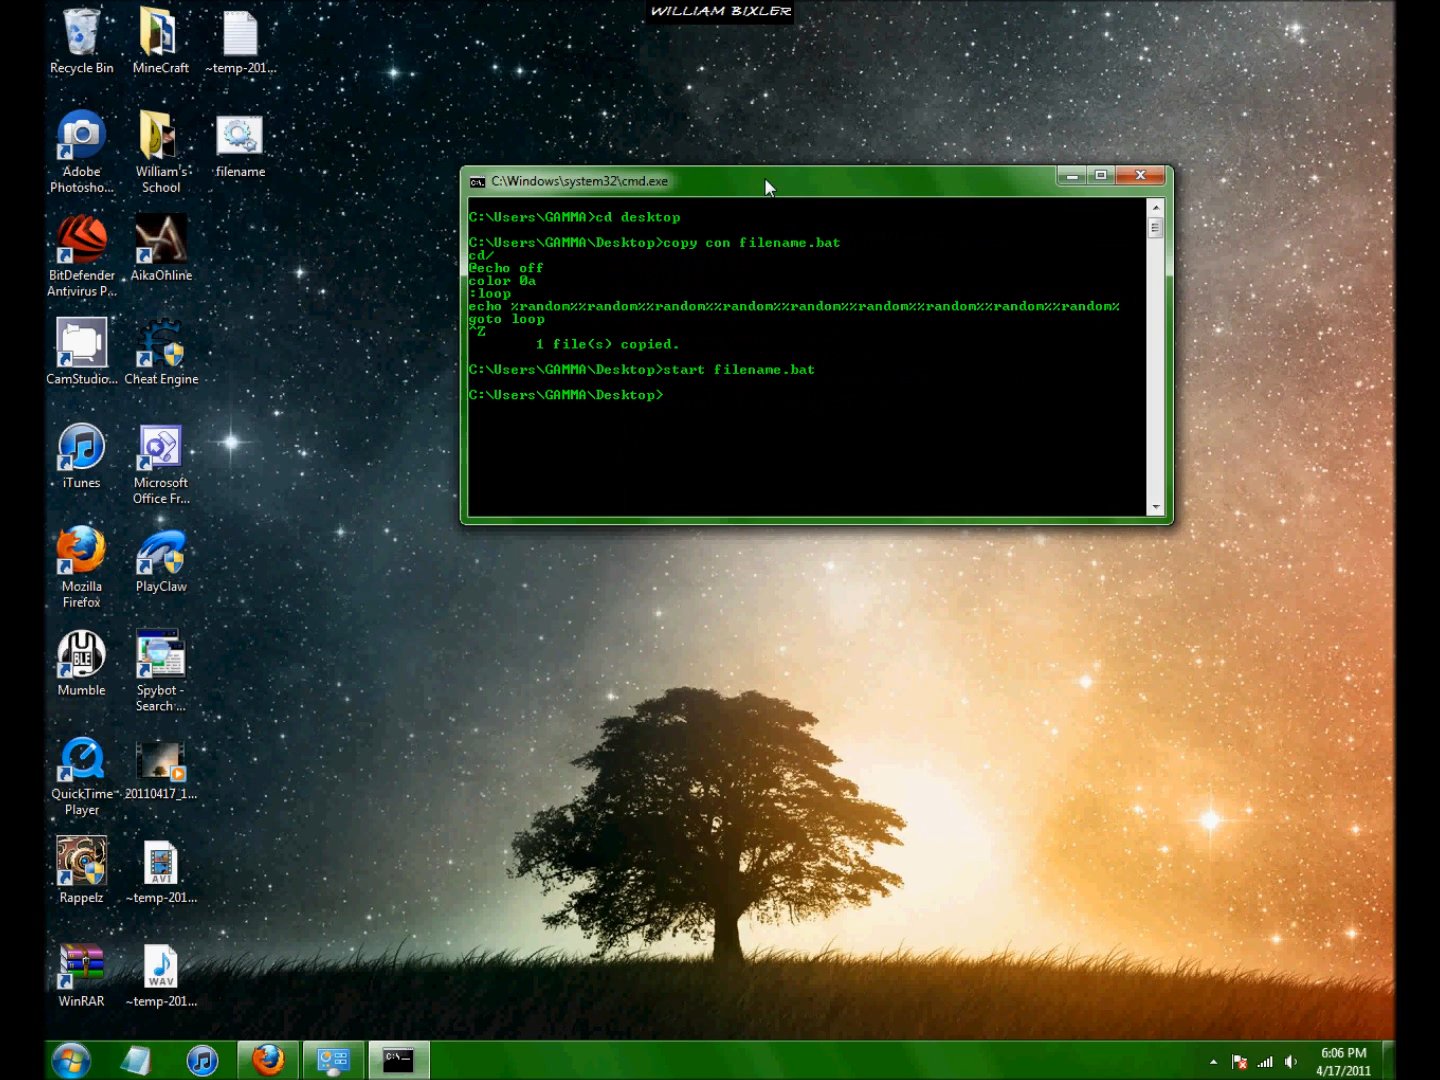 WILLIAM BIXLER
Recycle Bin
MineCraft
~temp-201...
Adobe
Photosho...
William's
School
filename
BitDefender
Antivirus P...
AikaOnline
CamStudio...
Cheat Engine
iTunes
Microsoft
Office Fr...
Mozilla
Firefox
PlayClaw
UBLE
Mumble
Spybot -
Search ...
QuickTime
Player
20110417_1...
Rappelz
AVI
~temp-201...
WinRAR
WAV
~temp-201...
C:\Windows\system32\cmd.exe
C:\Users\GAMMA>cd desktop
C:\Users\GAMMA\Desktop>copy con filename.bat
cd/
@echo off
color 0a
:loop
echo %random%%random%%random%%random%%random%%random%%random%%random%%random%
goto loop
^Z
1 file(s) copied.
C:\Users\GAMMA\Desktop>start filename.bat
C:\Users\GAMMA\Desktop>
C:\
6:06 PM
4/17/2011